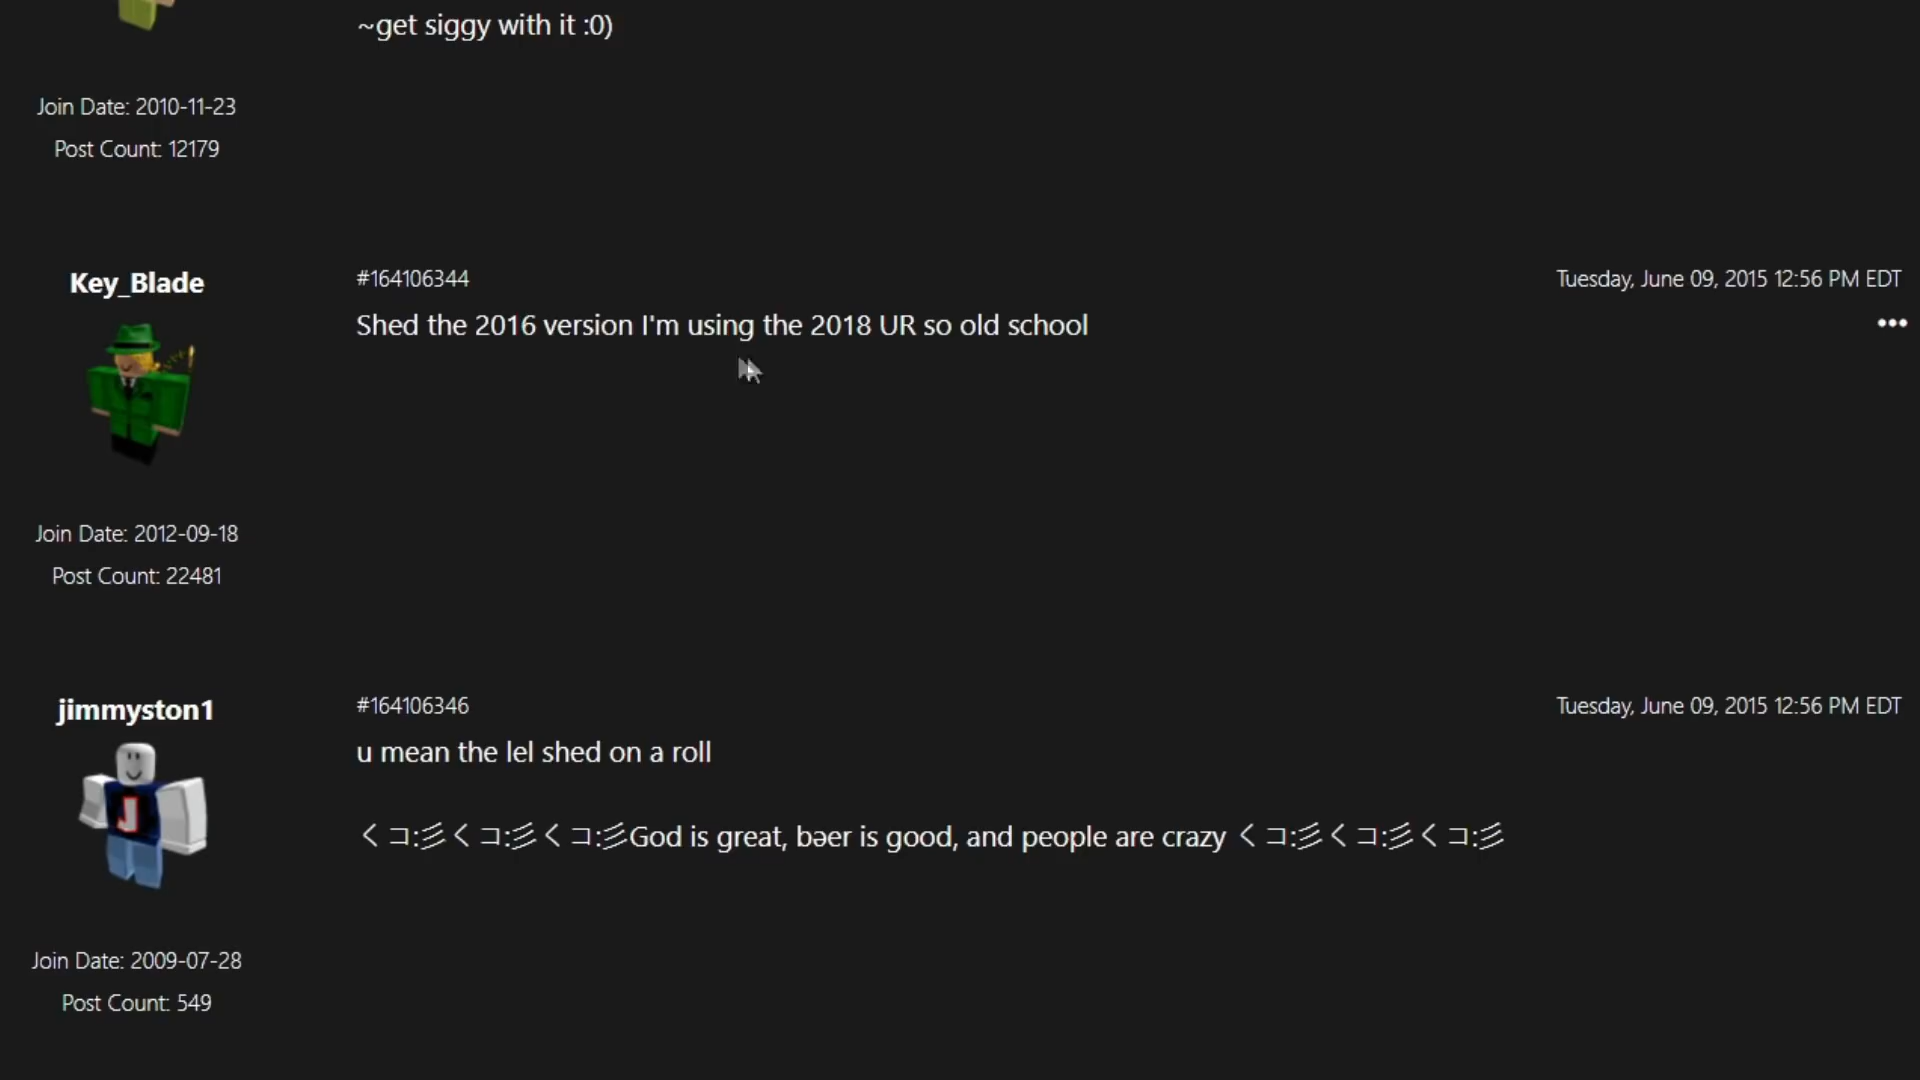 ~get siggy with it :0)
Join Date: 2010-11-23
Post Count: 12179
Key_Blade
#164106344
Tuesday, June 09, 2015 12:56 PM EDT
Shed the 2016 version I'm using the 2018 UR so old school
Join Date: 2012-09-18
Post Count: 22481
jimmyston1
#164106346
Tuesday, June 09, 2015 12:56 PM EDT
u mean the lel shed on a roll
くコ:彡くコ:彡くコ:彡God is great, bəer is good, and people are crazy くコ:彡くコ:彡くコ:彡
J
Join Date: 2009-07-28
Post Count: 549